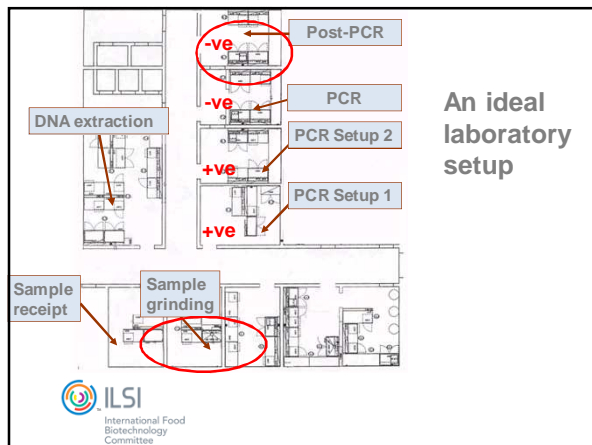 Post-PCR
-ve
-ve
PCR
An ideal
laboratory
setup
DNA extraction
PCR Setup 2
+ve
PCR Setup 1
+ve
Sample
receipt
Sample
grinding
ILSI
International Food
Biotechnology
Committee